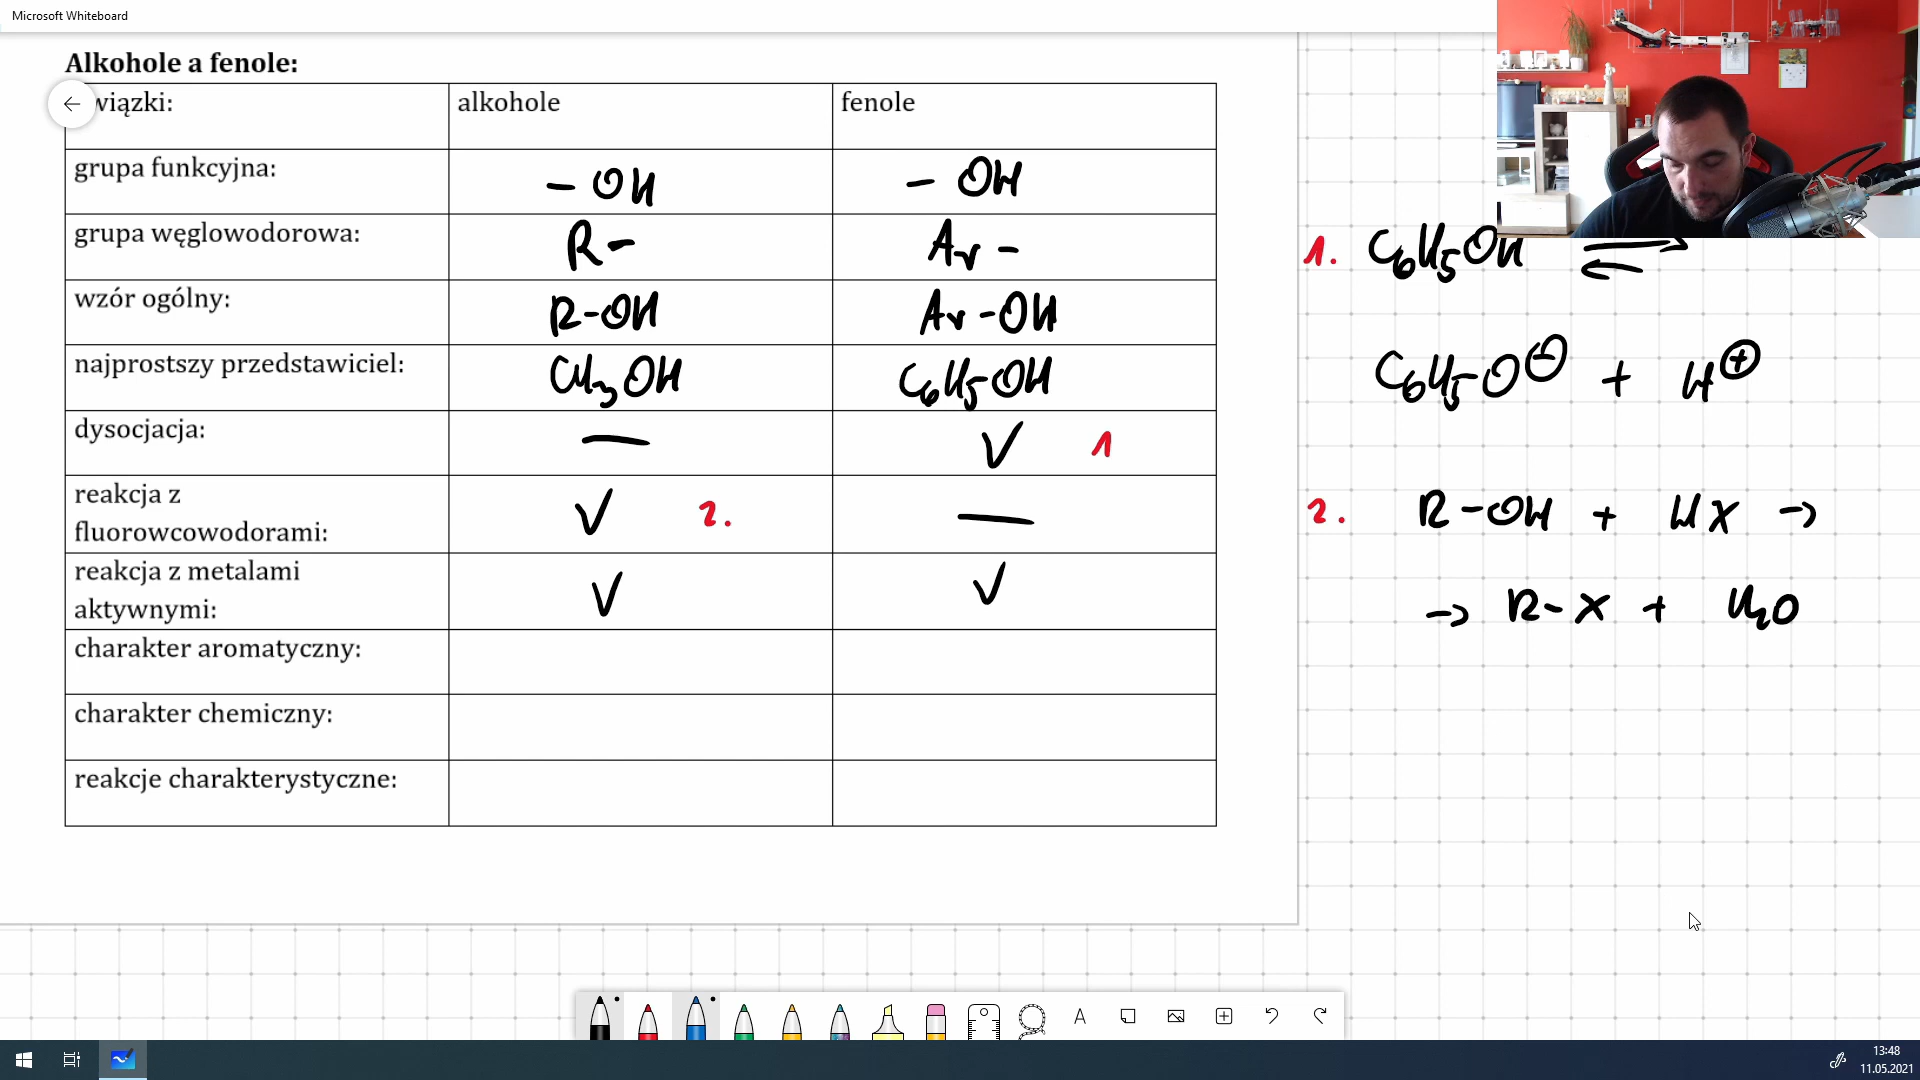 Microsoft Whiteboard
Alkohole a fenole:
wiązki: alkohole fenole
grupa funkcyjna: - OH - OH
grupa węglowodorowa: R - Ar -
wzór ogólny: R-OH Ar-OH
najprostszy przedstawiciel: CH3OH C6H5-OH
dysocjacja: — V 1
reakcja z
fluorowcowodorami: V 2. —
reakcja z metalami
aktywnymi: V V
charakter aromatyczny:
charakter chemiczny:
reakcje charakterystyczne:
1. C6H5OH ⇌
C6H5O⊖ + H⊕
2. R-OH + HX →
→ R-X + H2O
A
13:48
11.05.2021